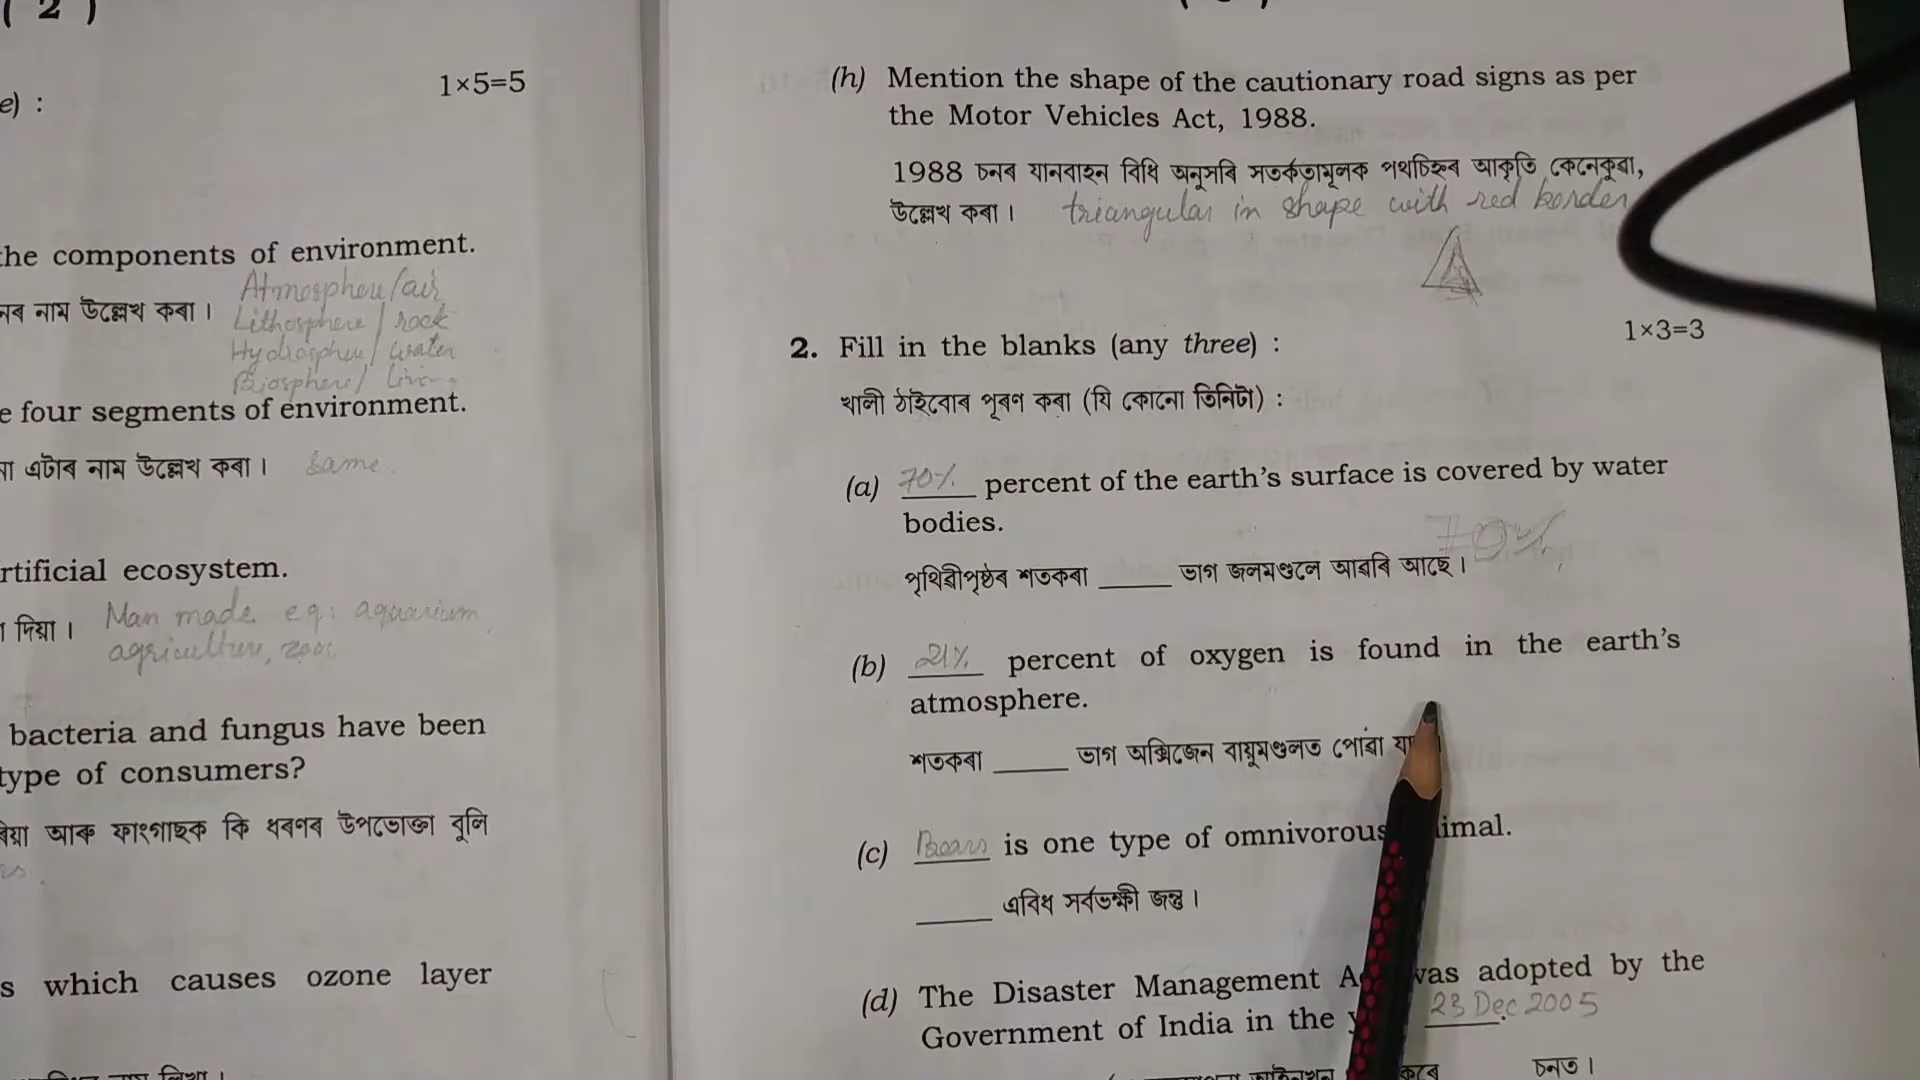 ( 2 )
1×5=5
e) :
the components of environment.
নৰ নাম উল্লেখ কৰা ।
Atmosphere/air
Lithosphere / rock
Hydrosphere/ water
Biosphere/
e four segments of environment.
এটাৰ নাম উল্লেখ কৰা । same.
rtificial ecosystem.
দিয়া । Man made eg: aquarium,
agriculture, zoo
bacteria and fungus have been
type of consumers?
আৰু ফাংগাছক কি ধৰণৰ উপভোক্তা বুলি
s which causes ozone layer
(h) Mention the shape of the cautionary road signs as per
the Motor Vehicles Act, 1988.
1988 চনৰ যানবাহন বিধি অনুসৰি সতৰ্কতামূলক পথচিহ্নৰ আকৃতি কেনেকুৱা,
উল্লেখ কৰা । triangular in shape with red border
2. Fill in the blanks (any three) : 1×3=3
খালী ঠাইবোৰ পূৰণ কৰা (যি কোনো তিনিটা) :
(a) 70% percent of the earth's surface is covered by water
bodies.
70%
পৃথিৱীপৃষ্ঠৰ শতকৰা _____ ভাগ জলমণ্ডলে আৱৰি আছে ।
(b) 21% percent of oxygen is found in the earth's
atmosphere.
শতকৰা _____ ভাগ অক্সিজেন বায়ুমণ্ডলত পোৱা
(c) Bears is one type of omnivorous imal.
_____ এবিধ সৰ্বভক্ষী জন্তু ।
(d) The Disaster Management A was adopted by the
Government of India in the y 23 Dec 2005.
চনত ।